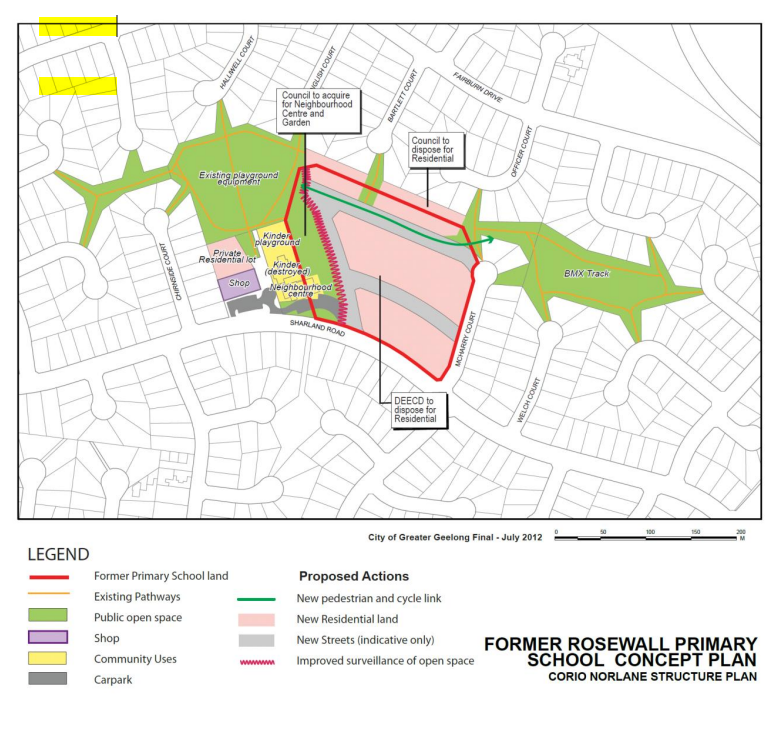 HALLIWELL COURT
ENGLISH COURT
BARTLETT COURT
FAIRBURN DRIVE
OFFICER COURT
Council to acquire
for Neighbourhood
Centre and
Garden
Council to
dispose for
Residential
Existing playground
equipment
Kinder
playground
Private
Residential lot
Kinder
(destroyed)
Shop
Neighbourhood
centre
BMX Track
CHIRNSIDE COURT
SHARLAND ROAD
MCHARRY COURT
WELCH COURT
DEECD to
dispose for
Residential
City of Greater Geelong Final - July 2012
0 50 100 150 200
M
LEGEND
Former Primary School land
Existing Pathways
Public open space
Shop
Community Uses
Carpark
Proposed Actions
New pedestrian and cycle link
New Residential land
New Streets (indicative only)
Improved surveillance of open space
FORMER ROSEWALL PRIMARY
SCHOOL CONCEPT PLAN
CORIO NORLANE STRUCTURE PLAN